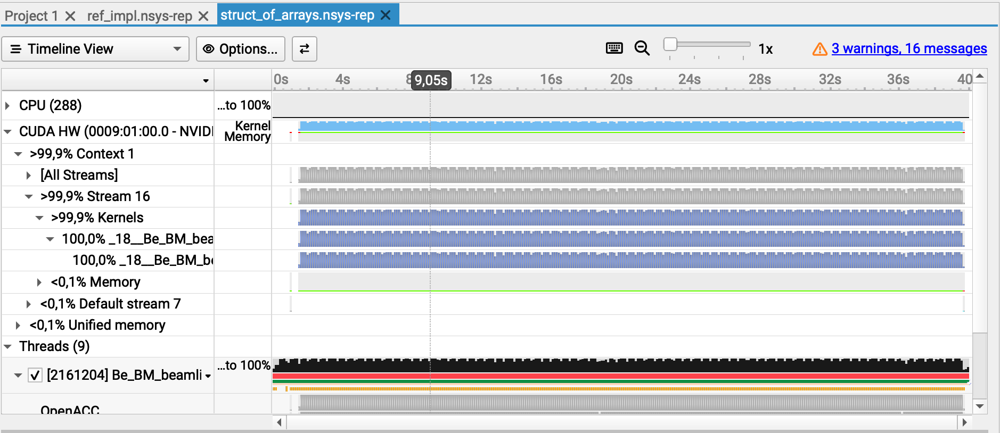 Project 1 ref_impl.nsys-rep struct_of_arrays.nsys-rep
Timeline View Options... 1x 3 warnings, 16 messages
0s 4s 8 9,05s 12s 16s 20s 24s 28s 32s 36s 40
CPU (288) ...to 100%
CUDA HW (0009:01:00.0 - NVIDI Kernel
Memory
>99,9% Context 1
[All Streams]
>99,9% Stream 16
>99,9% Kernels
100,0% _18__Be_BM_bea
100,0% _18__Be_BM_be
<0,1% Memory
<0,1% Default stream 7
<0,1% Unified memory
Threads (9)
[2161204] Be_BM_beamli ...to 100%
OpenACC